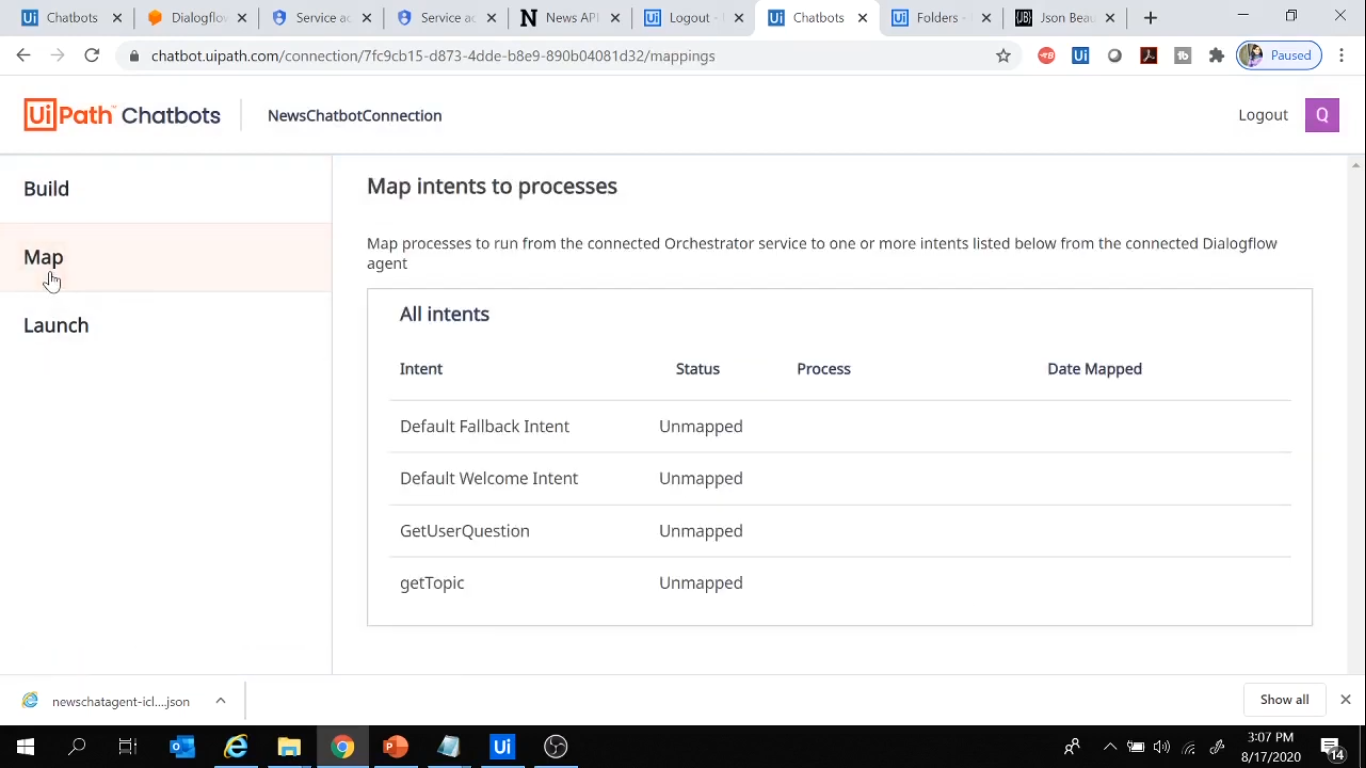 Chatbots
Dialogflo
Service ac
Service ac
News API
Logout -
Chatbots
Folders -
Json Beau
chatbot.uipath.com/connection/7fc9cb15-d873-4dde-b8e9-890b04081d32/mappings
Paused
UiPath™ Chatbots
NewsChatbotConnection
Logout
Q
Build
Map
Launch
Map intents to processes
Map processes to run from the connected Orchestrator service to one or more intents listed below from the connected Dialogflow
agent
All intents
Intent Status Process Date Mapped
Default Fallback Intent Unmapped
Default Welcome Intent Unmapped
GetUserQuestion Unmapped
getTopic Unmapped
newschatagent-icl....json
Show all
Ui
3:07 PM
8/17/2020
14